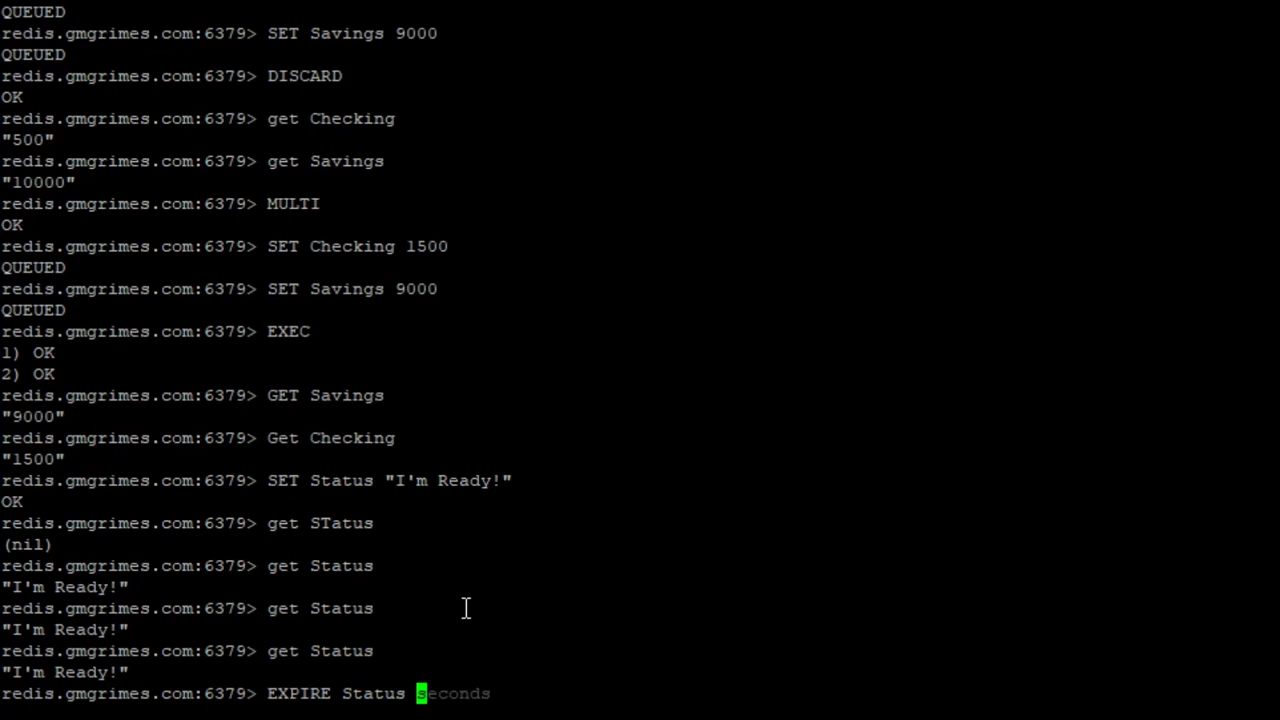 QUEUED
redis.gmgrimes.com:6379> SET Savings 9000
QUEUED
redis.gmgrimes.com:6379> DISCARD
OK
redis.gmgrimes.com:6379> get Checking
"500"
redis.gmgrimes.com:6379> get Savings
"10000"
redis.gmgrimes.com:6379> MULTI
OK
redis.gmgrimes.com:6379> SET Checking 1500
QUEUED
redis.gmgrimes.com:6379> SET Savings 9000
QUEUED
redis.gmgrimes.com:6379> EXEC
1) OK
2) OK
redis.gmgrimes.com:6379> GET Savings
"9000"
redis.gmgrimes.com:6379> Get Checking
"1500"
redis.gmgrimes.com:6379> SET Status "I'm Ready!"
OK
redis.gmgrimes.com:6379> get STatus
(nil)
redis.gmgrimes.com:6379> get Status
"I'm Ready!"
redis.gmgrimes.com:6379> get Status
"I'm Ready!"
redis.gmgrimes.com:6379> get Status
"I'm Ready!"
redis.gmgrimes.com:6379> EXPIRE Status seconds